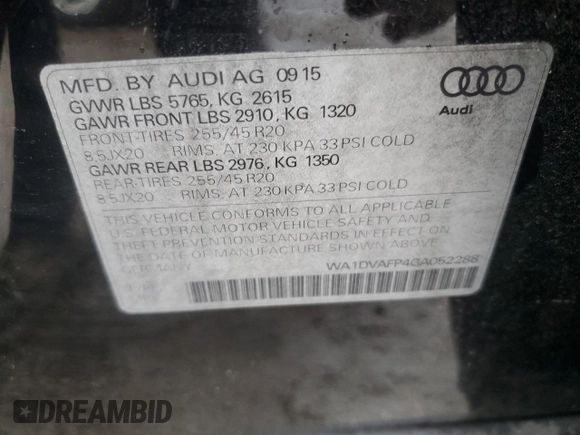 MFD. BY AUDI AG 09 15
GVWR LBS 5765, KG 2615
GAWR FRONT LBS 2910, KG 1320
FRONT-TIRES 255/45 R20
8.5JX20 RIMS, AT 230 KPA 33 PSI COLD
GAWR REAR LBS 2976, KG 1350
REAR-TIRES 255/45 R20
8.5JX20 RIMS, AT 230 KPA 33 PSI COLD
THIS VEHICLE CONFORMS TO ALL APPLICABLE
U.S. FEDERAL MOTOR VEHICLE SAFETY AND
THEFT PREVENTION STANDARDS IN EFFECT ON
THE DATE OF MANUFACTURE SHOWN ABOVE.
GERMANY WA1DVAFP4GA052288
Audi
DREAMBID